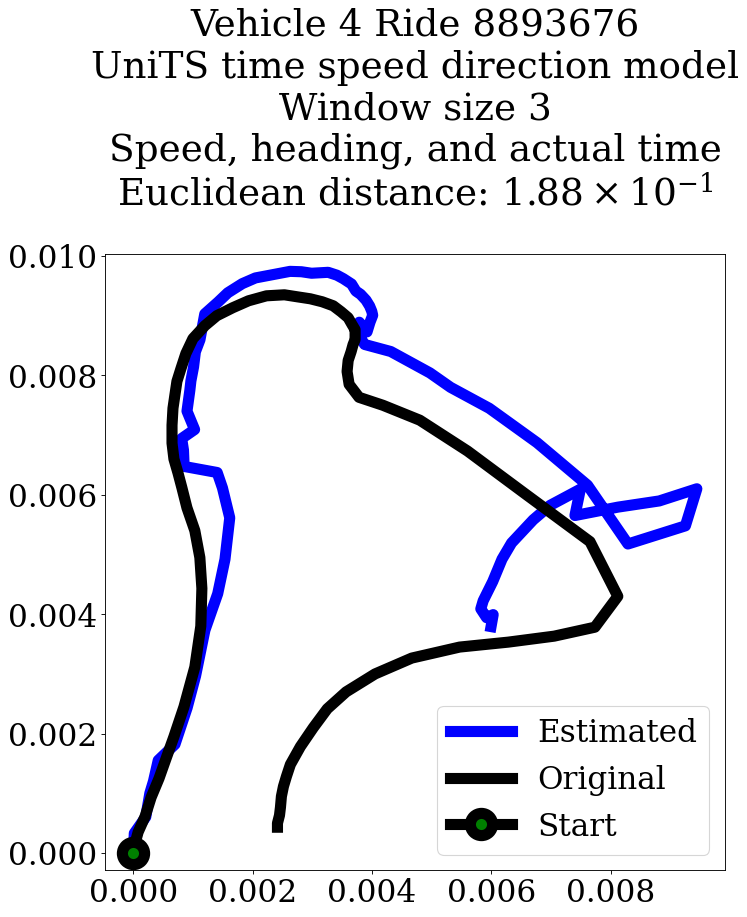 Vehicle 4 Ride 8893676
UniTS time speed direction model
Window size 3
Speed, heading, and actual time
Euclidean distance: 1.88 × 10⁻¹
0.010
0.008
0.006
0.004
0.002
0.000
Estimated
Original
Start
0.000 0.002 0.004 0.006 0.008